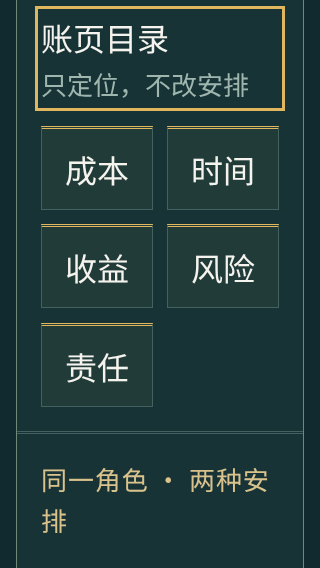 账页目录
只定位，不改安排
成本
时间
收益
风险
责任
同一角色 · 两种安
排